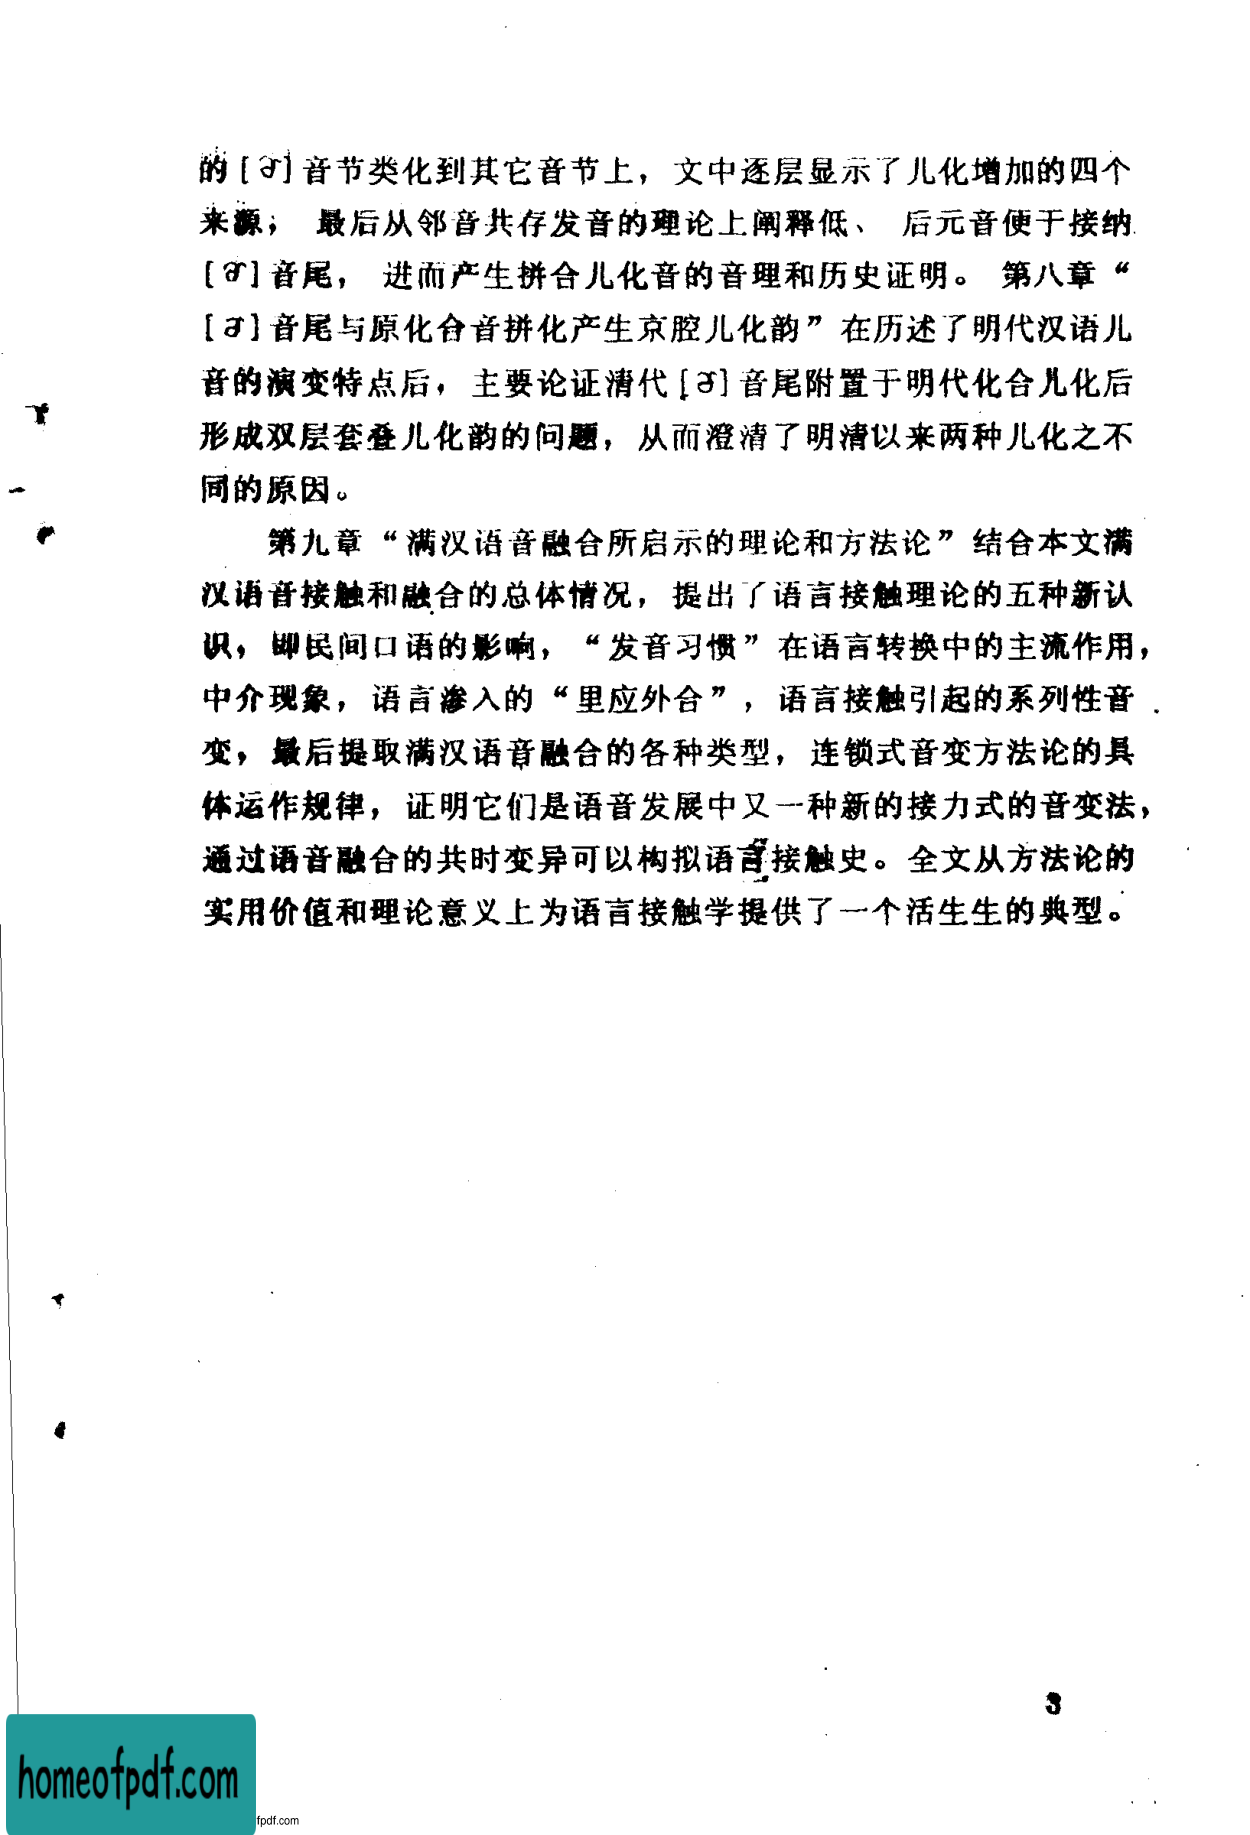 的[ɚ]音节类化到其它音节上，文中逐层显示了儿化增加的四个
来源； 最后从邻音共存发音的理论上阐释低、 后元音便于接纳
[ɚ]音尾， 进而产生拼合儿化音的音理和历史证明。 第八章“
[ɚ]音尾与原化合音拼化产生京腔儿化韵”在历述了明代汉语儿
音的演变特点后，主要论证清代[ɚ]音尾附置于明代化合儿化后
形成双层套叠儿化韵的问题，从而澄清了明清以来两种儿化之不
同的原因。
第九章“满汉语音融合所启示的理论和方法论”结合本文满
汉语音接触和融合的总体情况，提出了语言接触理论的五种新认
识，即民间口语的影响，“发音习惯”在语言转换中的主流作用，
中介现象，语言渗入的“里应外合”，语言接触引起的系列性音
变，最后提取满汉语音融合的各种类型，连锁式音变方法论的具
体运作规律，证明它们是语音发展中又一种新的接力式的音变法，
通过语音融合的共时变异可以构拟语言接触史。全文从方法论的
实用价值和理论意义上为语言接触学提供了一个活生生的典型。
3
homeofpdf.com
fpdf.com